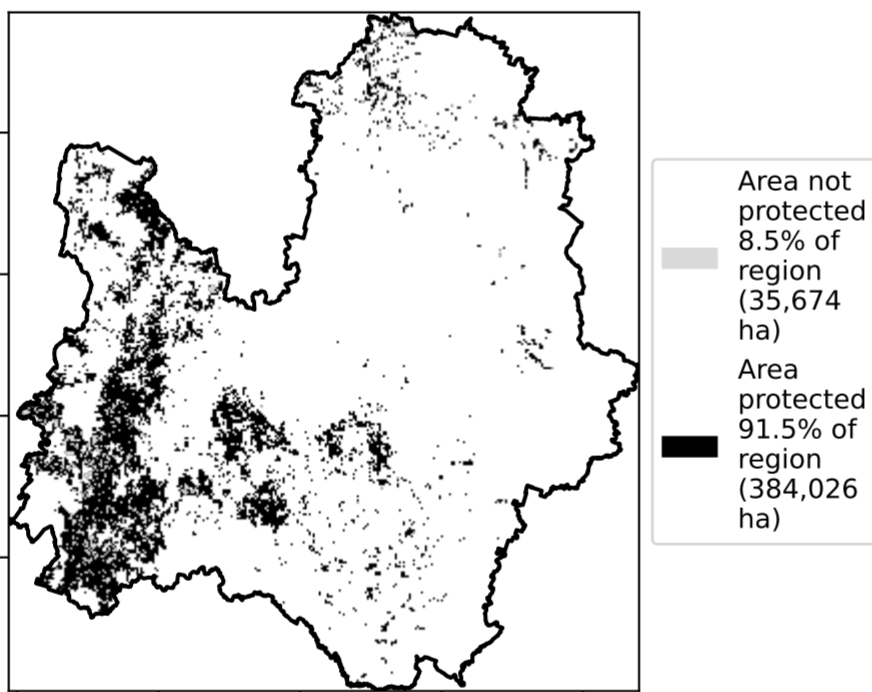 Area not
protected
8.5% of
region
(35,674
ha)
Area
protected
91.5% of
region
(384,026
ha)